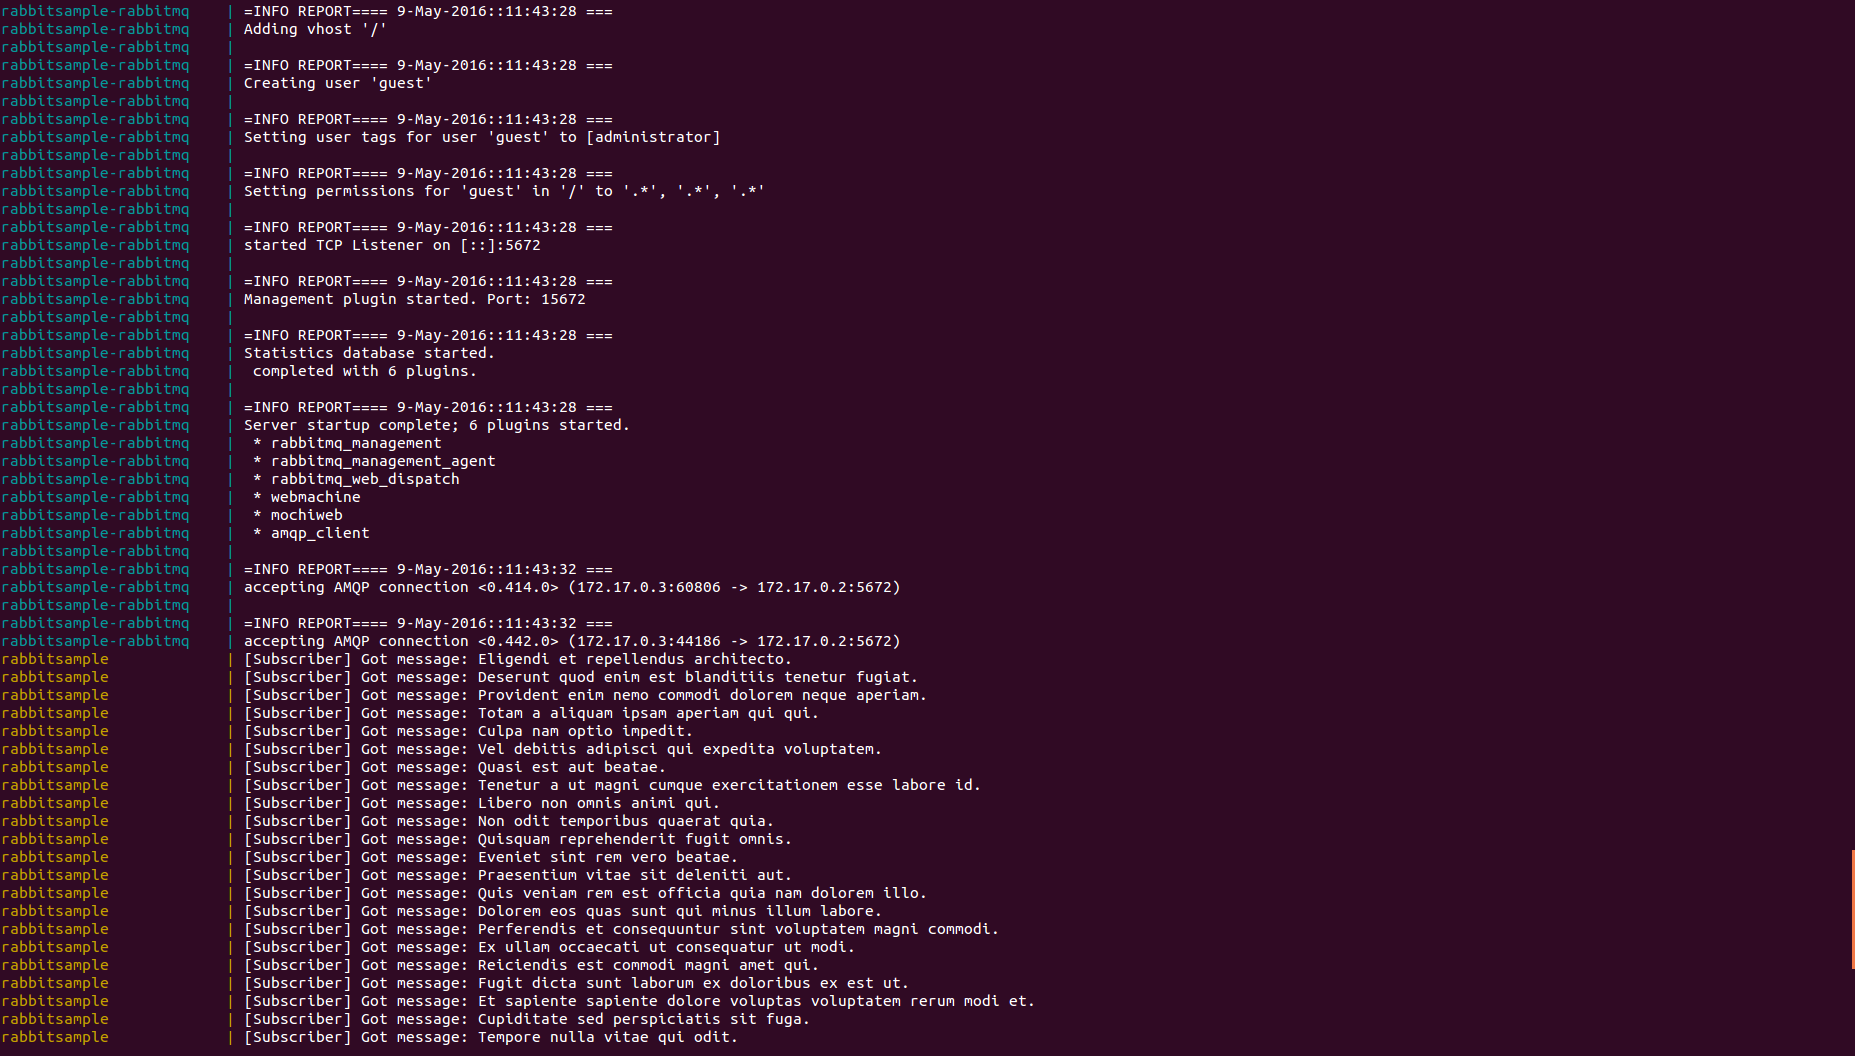 rabbitsample-rabbitmq | =INFO REPORT==== 9-May-2016::11:43:28 ===
rabbitsample-rabbitmq | Adding vhost '/'
rabbitsample-rabbitmq |
rabbitsample-rabbitmq | =INFO REPORT==== 9-May-2016::11:43:28 ===
rabbitsample-rabbitmq | Creating user 'guest'
rabbitsample-rabbitmq |
rabbitsample-rabbitmq | =INFO REPORT==== 9-May-2016::11:43:28 ===
rabbitsample-rabbitmq | Setting user tags for user 'guest' to [administrator]
rabbitsample-rabbitmq |
rabbitsample-rabbitmq | =INFO REPORT==== 9-May-2016::11:43:28 ===
rabbitsample-rabbitmq | Setting permissions for 'guest' in '/' to '.*', '.*', '.*'
rabbitsample-rabbitmq |
rabbitsample-rabbitmq | =INFO REPORT==== 9-May-2016::11:43:28 ===
rabbitsample-rabbitmq | started TCP Listener on [::]:5672
rabbitsample-rabbitmq |
rabbitsample-rabbitmq | =INFO REPORT==== 9-May-2016::11:43:28 ===
rabbitsample-rabbitmq | Management plugin started. Port: 15672
rabbitsample-rabbitmq |
rabbitsample-rabbitmq | =INFO REPORT==== 9-May-2016::11:43:28 ===
rabbitsample-rabbitmq | Statistics database started.
rabbitsample-rabbitmq |  completed with 6 plugins.
rabbitsample-rabbitmq |
rabbitsample-rabbitmq | =INFO REPORT==== 9-May-2016::11:43:28 ===
rabbitsample-rabbitmq | Server startup complete; 6 plugins started.
rabbitsample-rabbitmq |  * rabbitmq_management
rabbitsample-rabbitmq |  * rabbitmq_management_agent
rabbitsample-rabbitmq |  * rabbitmq_web_dispatch
rabbitsample-rabbitmq |  * webmachine
rabbitsample-rabbitmq |  * mochiweb
rabbitsample-rabbitmq |  * amqp_client
rabbitsample-rabbitmq |
rabbitsample-rabbitmq | =INFO REPORT==== 9-May-2016::11:43:32 ===
rabbitsample-rabbitmq | accepting AMQP connection <0.414.0> (172.17.0.3:60806 -> 172.17.0.2:5672)
rabbitsample-rabbitmq |
rabbitsample-rabbitmq | =INFO REPORT==== 9-May-2016::11:43:32 ===
rabbitsample-rabbitmq | accepting AMQP connection <0.442.0> (172.17.0.3:44186 -> 172.17.0.2:5672)
rabbitsample | [Subscriber] Got message: Eligendi et repellendus architecto.
rabbitsample | [Subscriber] Got message: Deserunt quod enim est blanditiis tenetur fugiat.
rabbitsample | [Subscriber] Got message: Provident enim nemo commodi dolorem neque aperiam.
rabbitsample | [Subscriber] Got message: Totam a aliquam ipsam aperiam qui qui.
rabbitsample | [Subscriber] Got message: Culpa nam optio impedit.
rabbitsample | [Subscriber] Got message: Vel debitis adipisci qui expedita voluptatem.
rabbitsample | [Subscriber] Got message: Quasi est aut beatae.
rabbitsample | [Subscriber] Got message: Tenetur a ut magni cumque exercitationem esse labore id.
rabbitsample | [Subscriber] Got message: Libero non omnis animi qui.
rabbitsample | [Subscriber] Got message: Non odit temporibus quaerat quia.
rabbitsample | [Subscriber] Got message: Quisquam reprehenderit fugit omnis.
rabbitsample | [Subscriber] Got message: Eveniet sint rem vero beatae.
rabbitsample | [Subscriber] Got message: Praesentium vitae sit deleniti aut.
rabbitsample | [Subscriber] Got message: Quis veniam rem est officia quia nam dolorem illo.
rabbitsample | [Subscriber] Got message: Dolorem eos quas sunt qui minus illum labore.
rabbitsample | [Subscriber] Got message: Perferendis et consequuntur sint voluptatem magni commodi.
rabbitsample | [Subscriber] Got message: Ex ullam occaecati ut consequatur ut modi.
rabbitsample | [Subscriber] Got message: Reiciendis est commodi magni amet qui.
rabbitsample | [Subscriber] Got message: Fugit dicta sunt laborum ex doloribus ex est ut.
rabbitsample | [Subscriber] Got message: Et sapiente sapiente dolore voluptas voluptatem rerum modi et.
rabbitsample | [Subscriber] Got message: Cupiditate sed perspiciatis sit fuga.
rabbitsample | [Subscriber] Got message: Tempore nulla vitae qui odit.